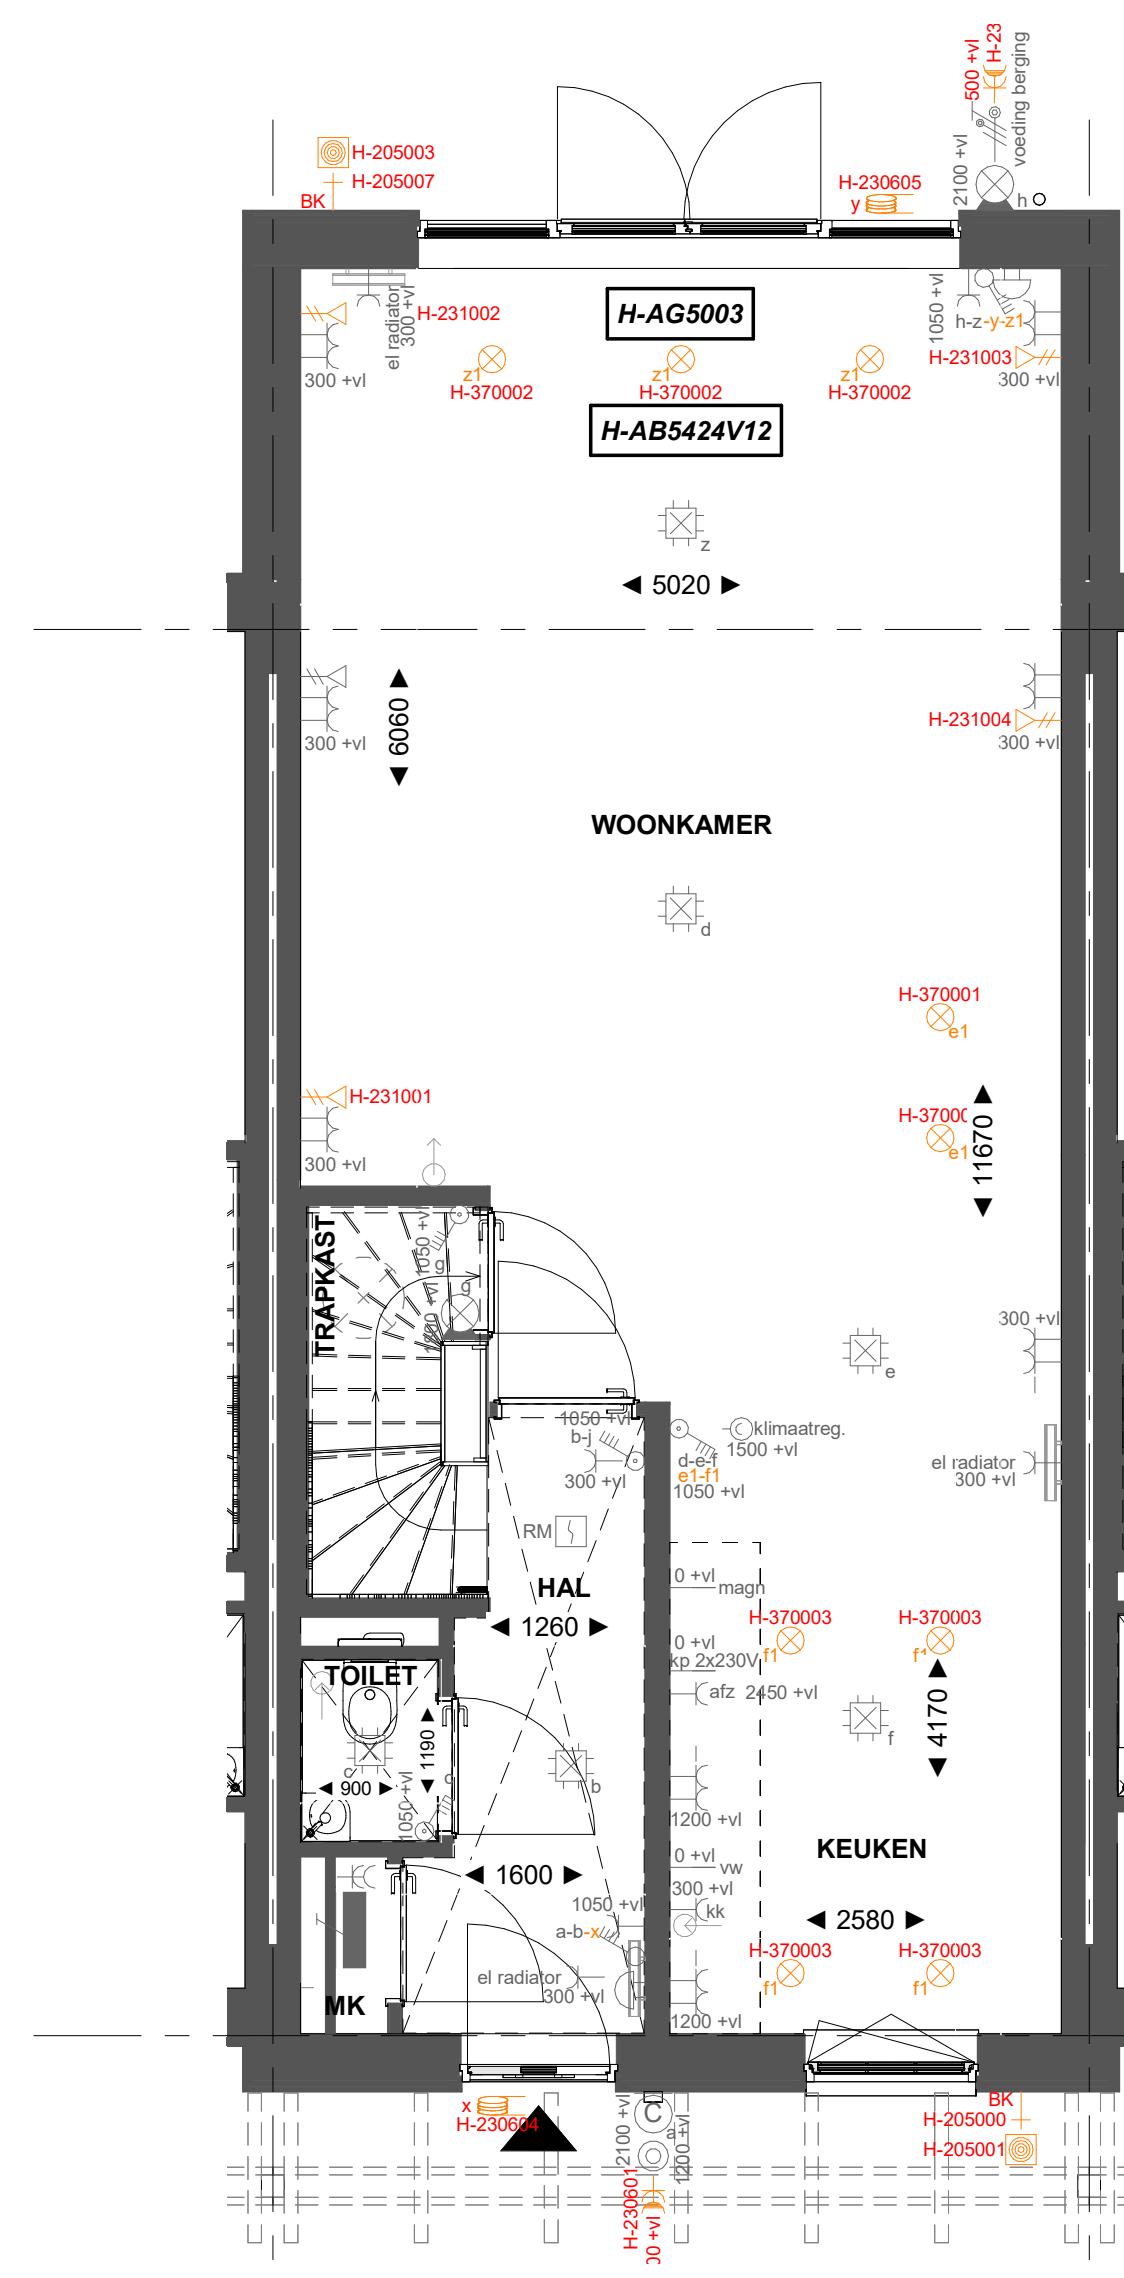 500 +vl
H-23
voeding berging
2100 +vl
h
H-205003
H-205007
BK
H-230605
y
el radiator
300 +vl
H-231002
300 +vl
H-AG5003
1050 +vl
h-z-y-z1
H-231003
300 +vl
z1
H-370002
z1
H-370002
z1
H-370002
H-AB5424V12
z
5020
6060
300 +vl
H-231004
300 +vl
WOONKAMER
d
H-370001
e1
H-231001
300 +vl
e1
11670
TRAPKAST
1050 +vl
g
g
300 +vl
e
1050 +vl
b-j
300 +vl
klimaatreg.
1500 +vl
d-e-f
e1-f1
1050 +vl
el radiator
300 +vl
RM
HAL
1260
0 +vl
magn
H-370003
f1
H-370003
f1
0 +vl
kp 2x230V
afz 2450 +vl
TOILET
1190
900
c
c
1050 +vl
b
f
4170
1200 +vl
KEUKEN
0 +vl
vw
1600
300 +vl
kk
1050 +vl
a-b-x
2580
H-370003
f1
H-370003
f1
el radiator
300 +vl
MK
1200 +vl
x
H-230604
2100 +vl
C
a
1200 +vl
H-230601
BK
H-205000
H-205001